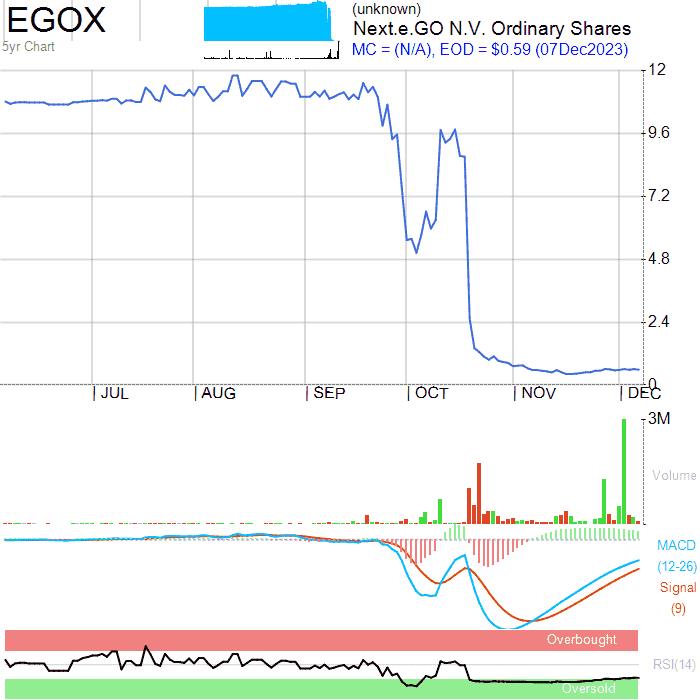 EGOX
(unknown)
Next.e.GO N.V. Ordinary Shares
5yr Chart
MC = (N/A), EOD = $0.59 (07Dec2023)
12
9.6
7.2
4.8
2.4
0
JUL AUG SEP OCT NOV DEC
3M
Volume
MACD
(12-26)
Signal
(9)
Overbought
RSI(14)
Oversold